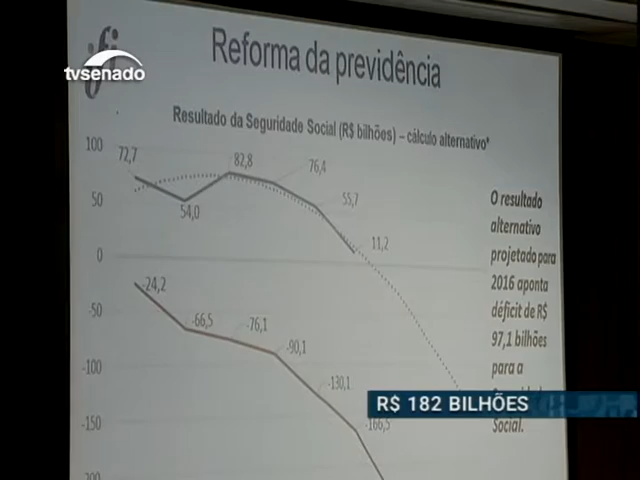 ifi
tvsenado
Reforma da previdência
Resultado da Seguridade Social (R$ bilhões) – cálculo alternativo*
100
72,7
82,8
76,4
50
54,0
55,7
0
11,2
-24,2
-50
-66,5
-76,1
-90,1
-100
-130,1
-150
-166,5
-200
O resultado
alternativo
projetado para
2016 aponta
déficit de R$
97,1 bilhões
para a
Social.
R$ 182 BILHÕES